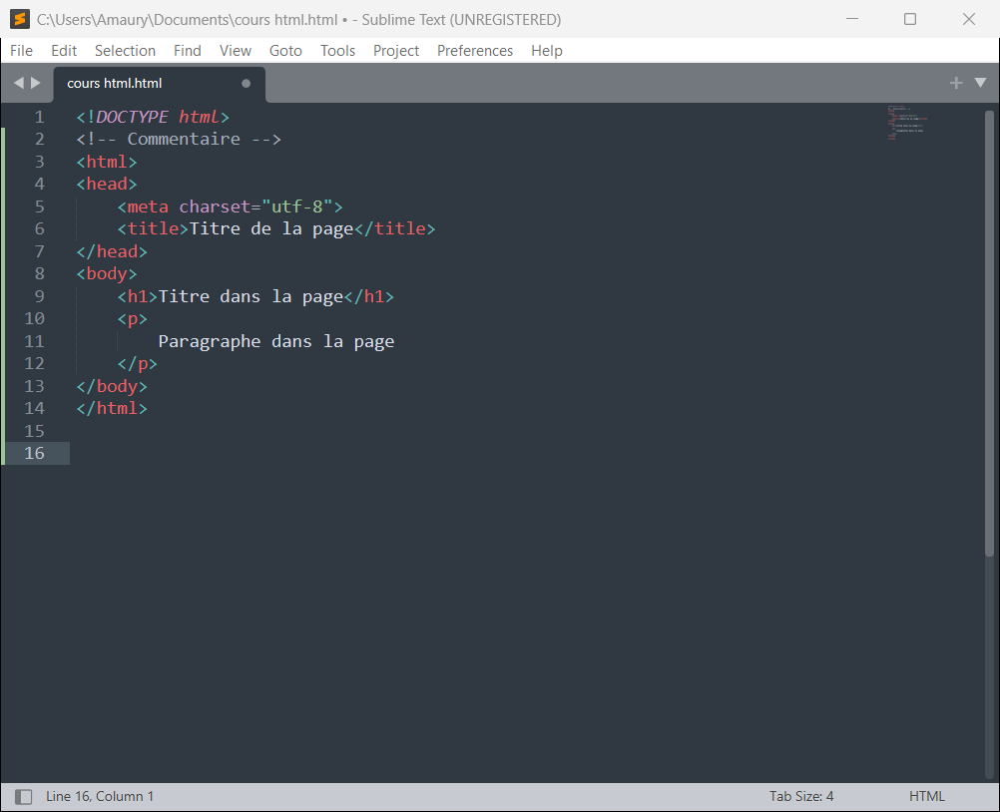 C:\Users\Amaury\Documents\cours html.html • - Sublime Text (UNREGISTERED)
File Edit Selection Find View Goto Tools Project Preferences Help
cours html.html
1 <!DOCTYPE html>
2 <!-- Commentaire -->
3 <html>
4 <head>
5     <meta charset="utf-8">
6     <title>Titre de la page</title>
7 </head>
8 <body>
9     <h1>Titre dans la page</h1>
10     <p>
11         Paragraphe dans la page
12     </p>
13 </body>
14 </html>
15
16
Line 16, Column 1 Tab Size: 4 HTML